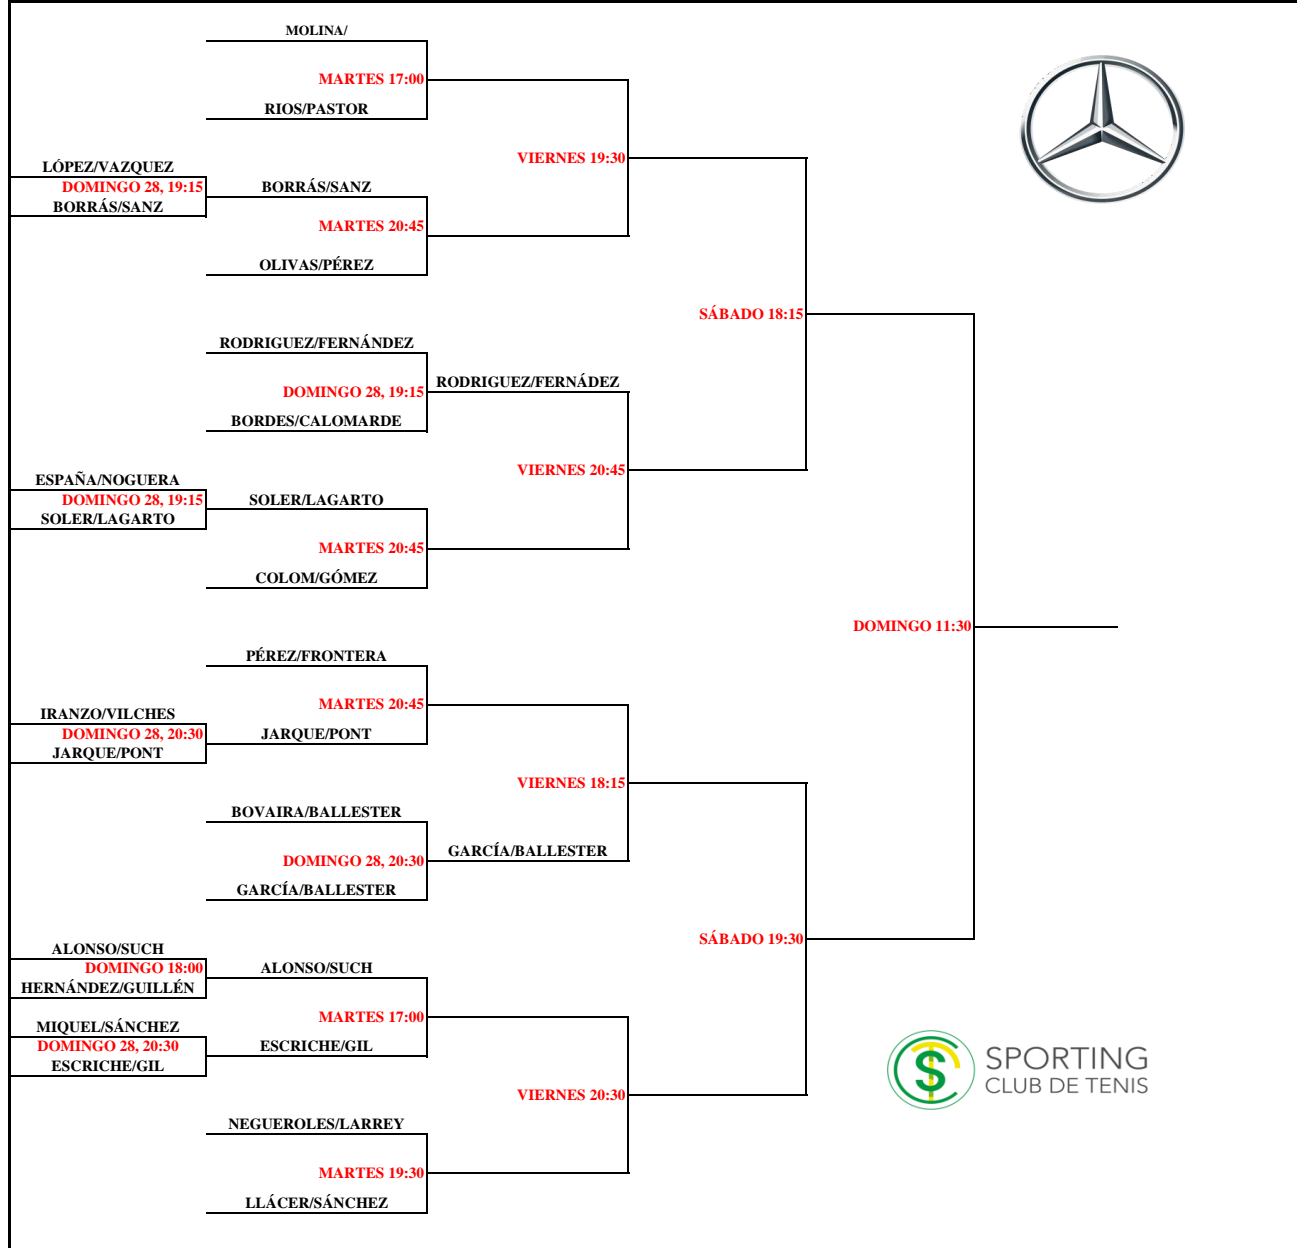 MOLINA/
MARTES 17:00
RIOS/PASTOR
VIERNES 19:30
LÓPEZ/VAZQUEZ
DOMINGO 28, 19:15
BORRÁS/SANZ
BORRÁS/SANZ
MARTES 20:45
OLIVAS/PÉREZ
SÁBADO 18:15
RODRIGUEZ/FERNÁNDEZ
DOMINGO 28, 19:15
RODRIGUEZ/FERNÁDEZ
BORDES/CALOMARDE
VIERNES 20:45
ESPAÑA/NOGUERA
DOMINGO 28, 19:15
SOLER/LAGARTO
SOLER/LAGARTO
MARTES 20:45
COLOM/GÓMEZ
DOMINGO 11:30
PÉREZ/FRONTERA
MARTES 20:45
IRANZO/VILCHES
DOMINGO 28, 20:30
JARQUE/PONT
JARQUE/PONT
VIERNES 18:15
BOVAIRA/BALLESTER
DOMINGO 28, 20:30
GARCÍA/BALLESTER
GARCÍA/BALLESTER
SÁBADO 19:30
ALONSO/SUCH
DOMINGO 18:00
ALONSO/SUCH
HERNÁNDEZ/GUILLÉN
MARTES 17:00
MIQUEL/SÁNCHEZ
DOMINGO 28, 20:30
ESCRICHE/GIL
ESCRICHE/GIL
VIERNES 20:30
NEGUEROLES/LARREY
MARTES 19:30
LLÁCER/SÁNCHEZ
SPORTING
CLUB DE TENIS